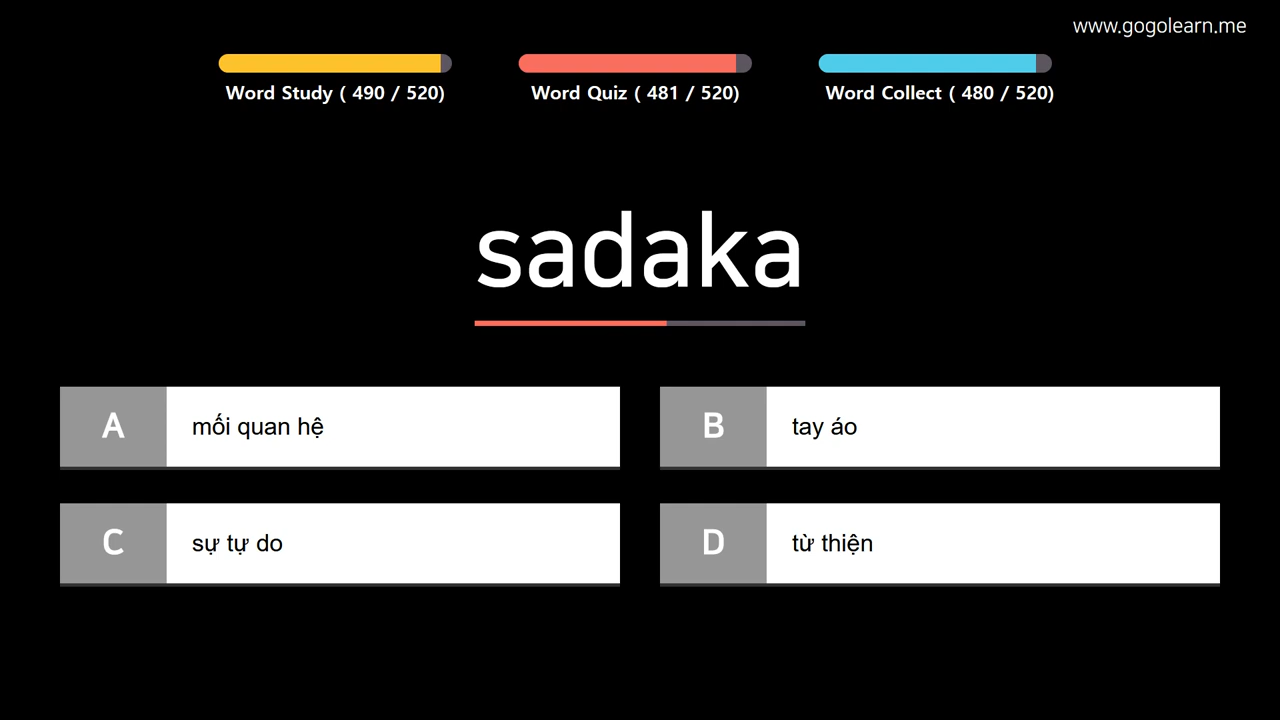 www.gogolearn.me
Word Study ( 490 / 520)
Word Quiz ( 481 / 520)
Word Collect ( 480 / 520)
sadaka
A
mối quan hệ
B
tay áo
C
sự tự do
D
từ thiện